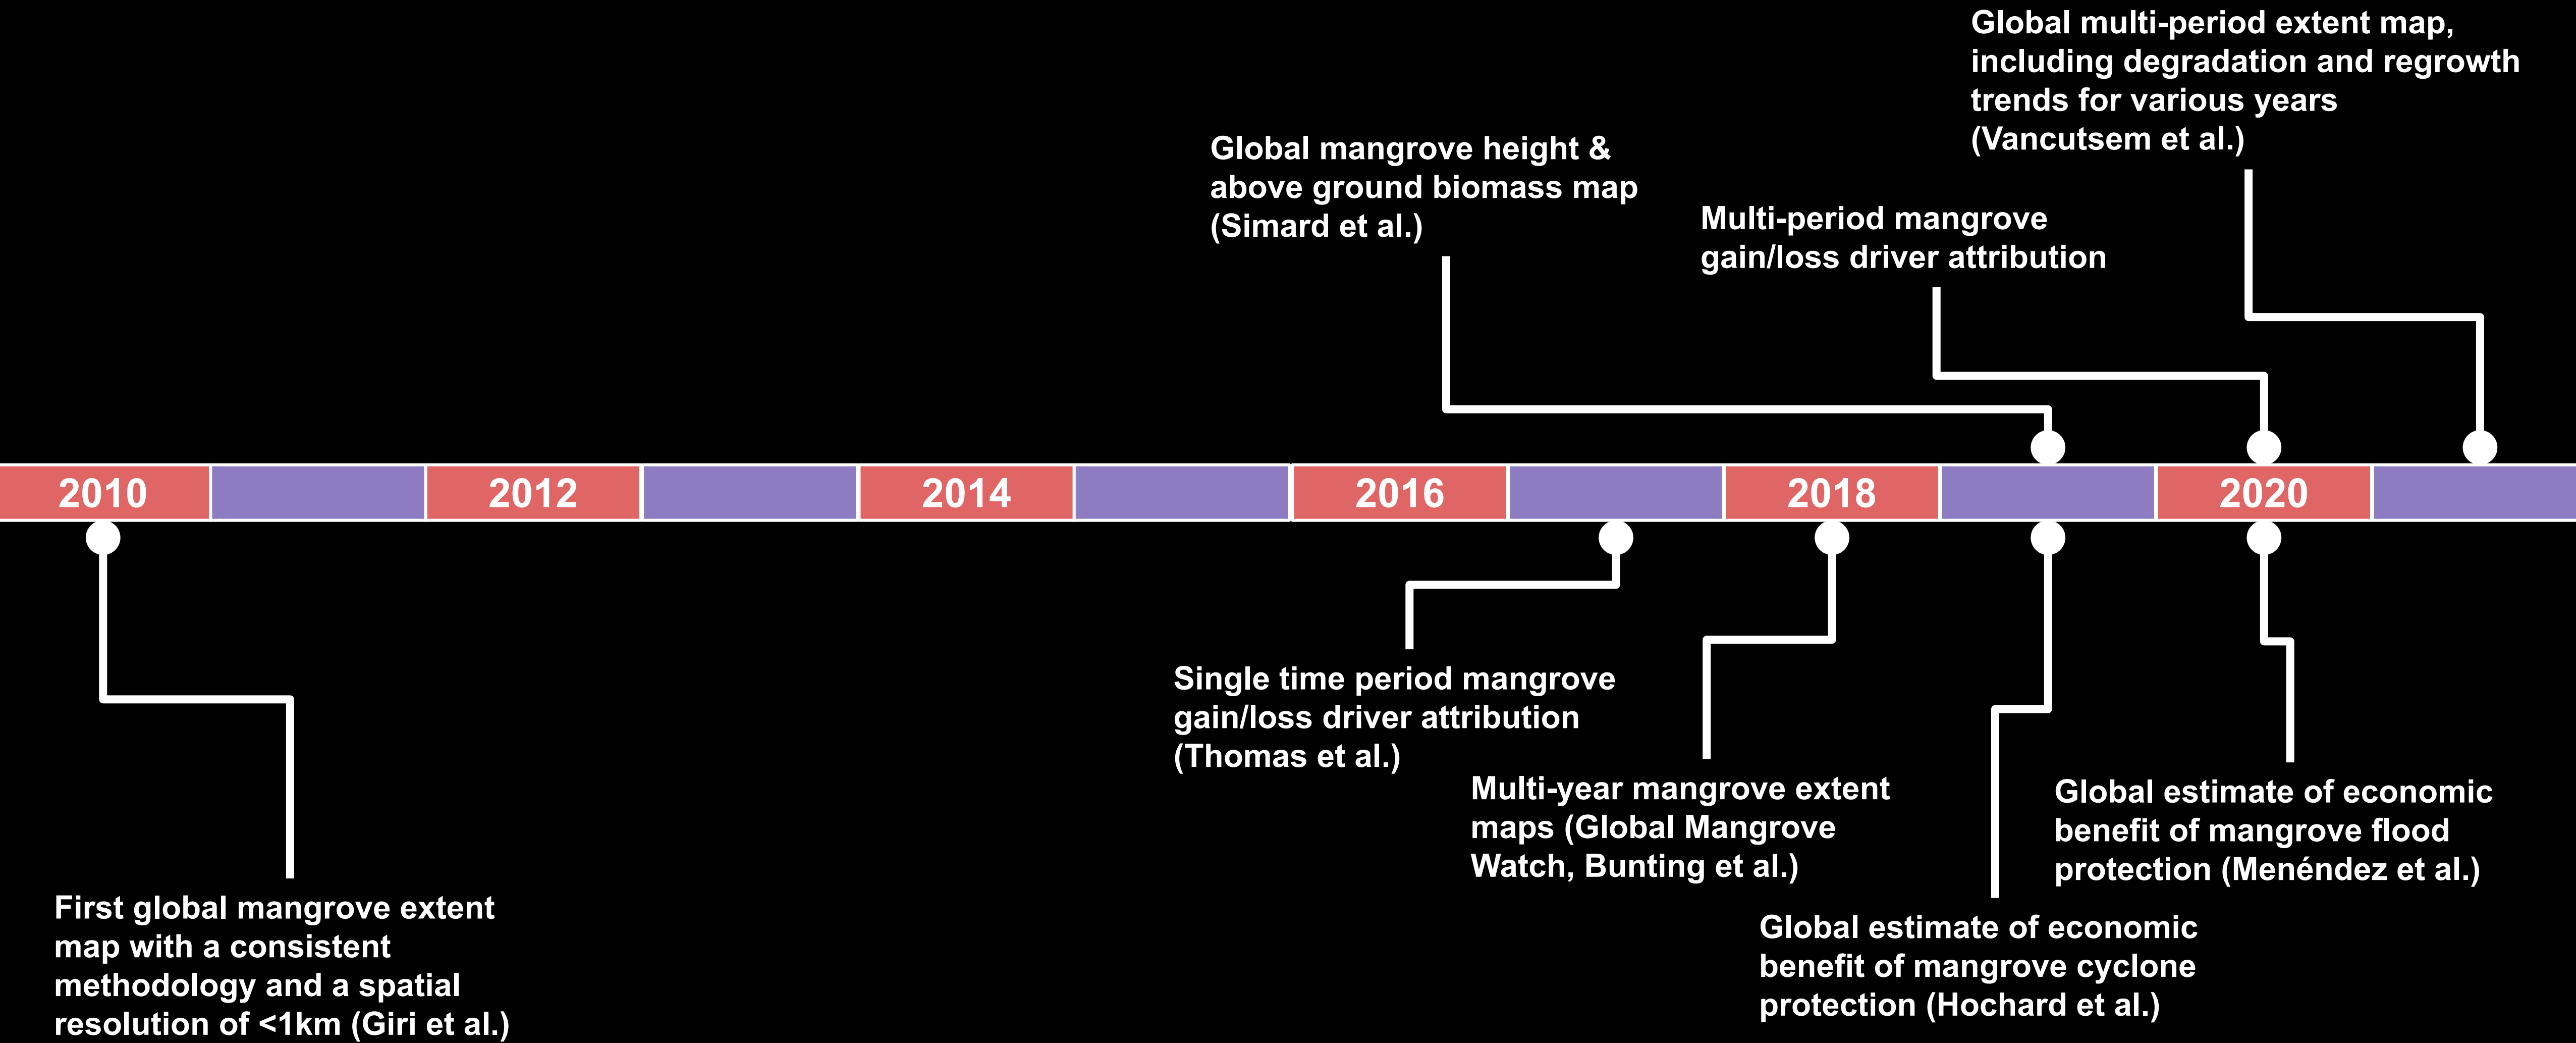 Global multi-period extent map,
including degradation and regrowth
trends for various years
(Vancutsem et al.)
Global mangrove height &
above ground biomass map
(Simard et al.)
Multi-period mangrove
gain/loss driver attribution
2010
2012
2014
2016
2018
2020
Single time period mangrove
gain/loss driver attribution
(Thomas et al.)
Multi-year mangrove extent
maps (Global Mangrove
Watch, Bunting et al.)
Global estimate of economic
benefit of mangrove flood
protection (Menéndez et al.)
First global mangrove extent
map with a consistent
methodology and a spatial
resolution of <1km (Giri et al.)
Global estimate of economic
benefit of mangrove cyclone
protection (Hochard et al.)